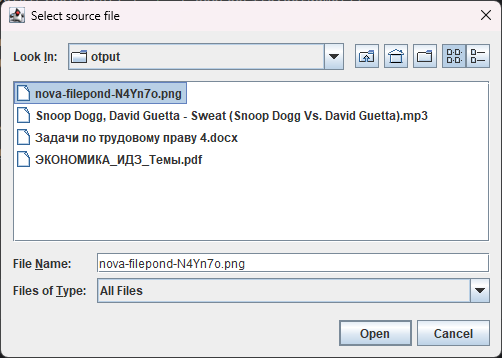 Select source file
Look In: otput
nova-filepond-N4Yn7o.png
Snoop Dogg, David Guetta - Sweat (Snoop Dogg Vs. David Guetta).mp3
Задачи по трудовому праву 4.docx
ЭКОНОМИКА_ИДЗ_Темы.pdf
File Name: nova-filepond-N4Yn7o.png
Files of Type: All Files
Open Cancel